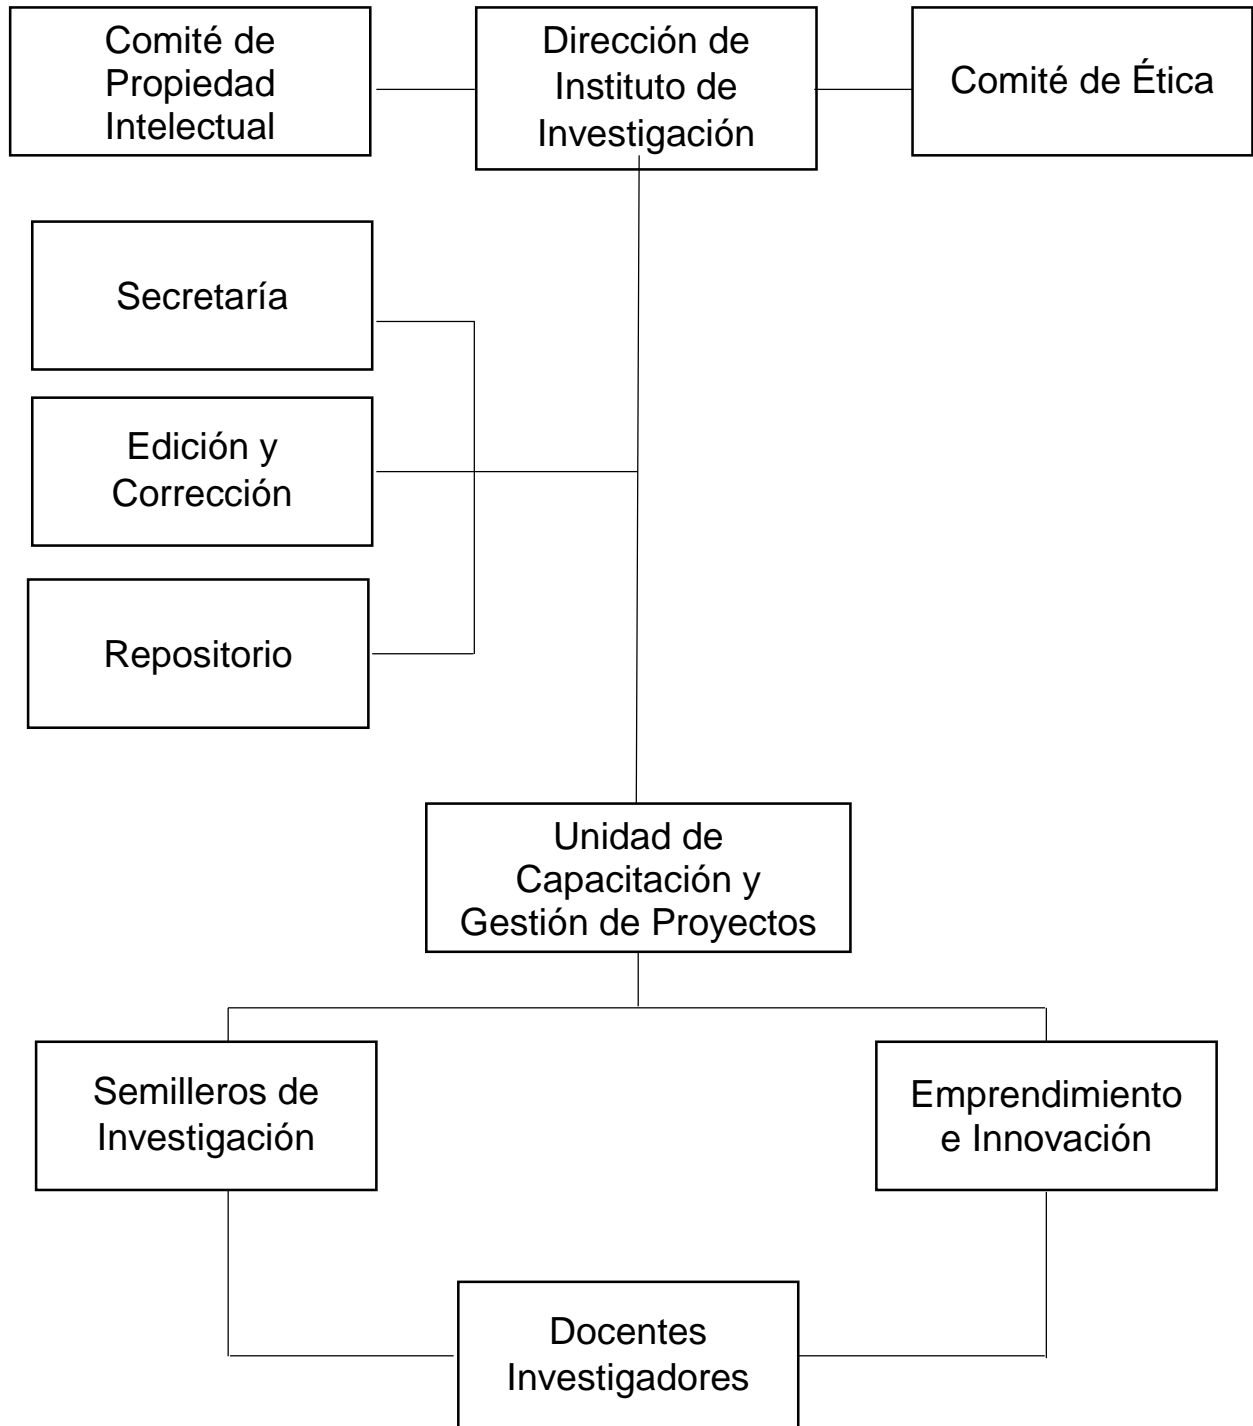 Comité de
Propiedad
Intelectual
Dirección de
Instituto de
Investigación
Comité de Ética
Secretaría
Edición y
Corrección
Repositorio
Unidad de
Capacitación y
Gestión de Proyectos
Semilleros de
Investigación
Emprendimiento
e Innovación
Docentes
Investigadores